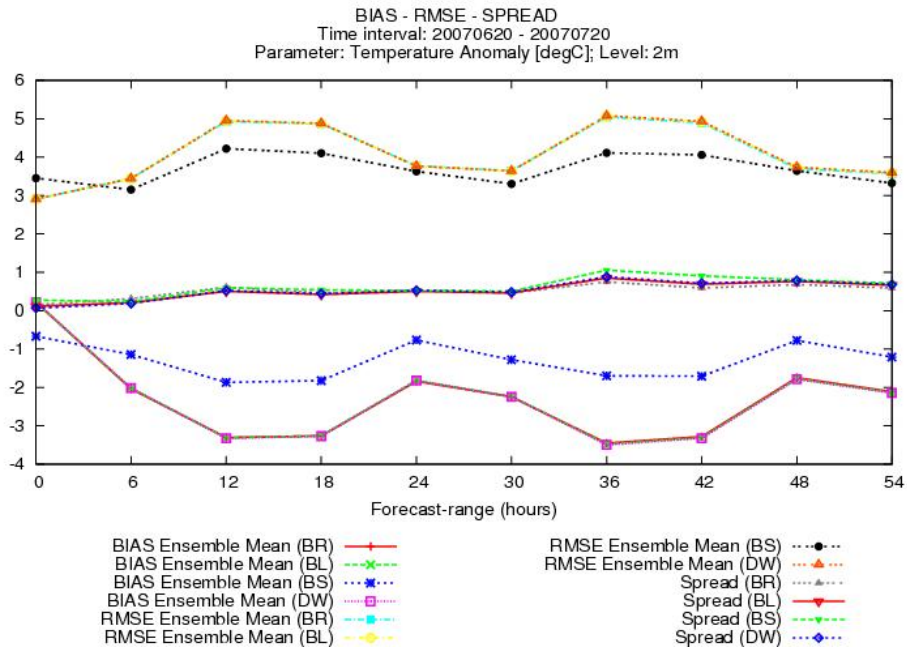 BIAS - RMSE - SPREAD
Time interval: 20070620 - 20070720
Parameter: Temperature Anomaly [degC]; Level: 2m
6
5
4
3
2
1
0
-1
-2
-3
-4
0 6 12 18 24 30 36 42 48 54
Forecast-range (hours)
BIAS Ensemble Mean (BR)
BIAS Ensemble Mean (BL)
BIAS Ensemble Mean (BS)
BIAS Ensemble Mean (DW)
RMSE Ensemble Mean (BR)
RMSE Ensemble Mean (BL)
RMSE Ensemble Mean (BS)
RMSE Ensemble Mean (DW)
Spread (BR)
Spread (BL)
Spread (BS)
Spread (DW)